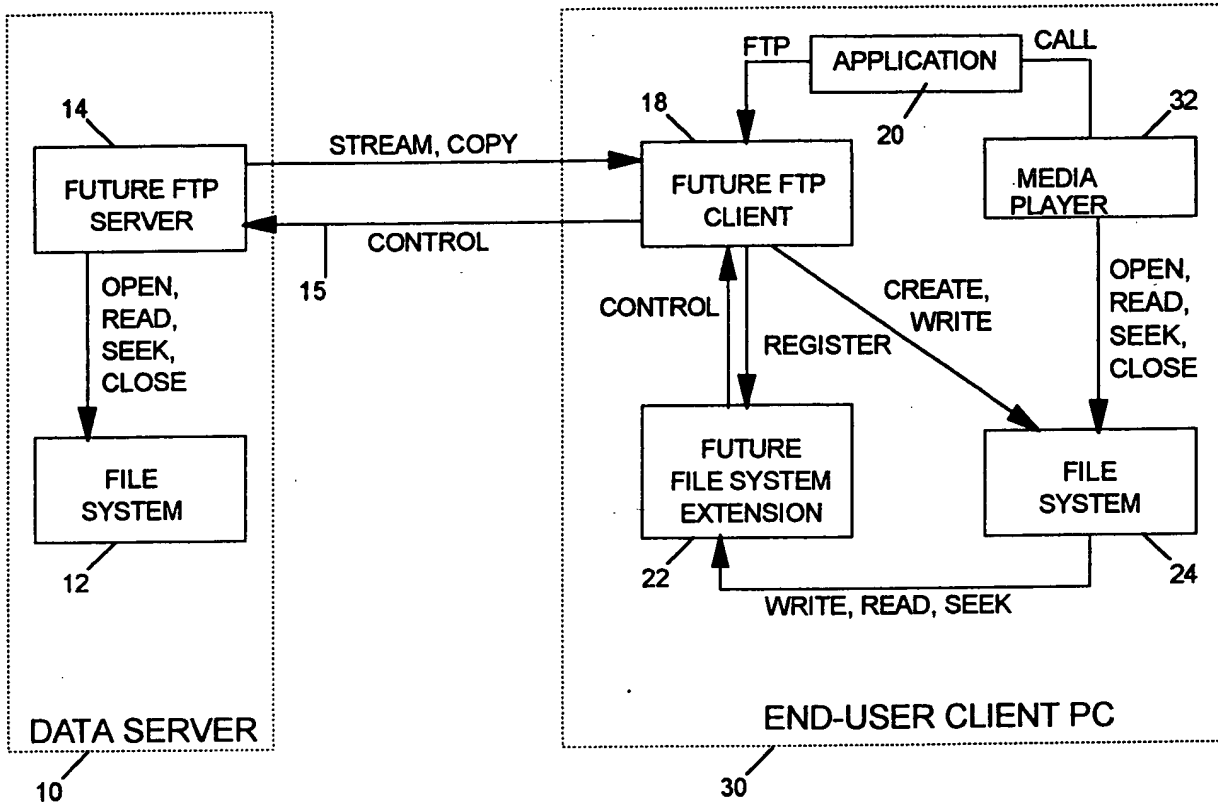 FTP
APPLICATION
CALL
20
14
18
32
FUTURE FTP
SERVER
STREAM, COPY
FUTURE FTP
CLIENT
MEDIA
PLAYER
CONTROL
15
OPEN,
READ,
SEEK,
CLOSE
CONTROL
REGISTER
CREATE,
WRITE
OPEN,
READ,
SEEK,
CLOSE
FILE
SYSTEM
12
FUTURE
FILE SYSTEM
EXTENSION
22
FILE
SYSTEM
24
WRITE, READ, SEEK
DATA SERVER
10
END-USER CLIENT PC
30